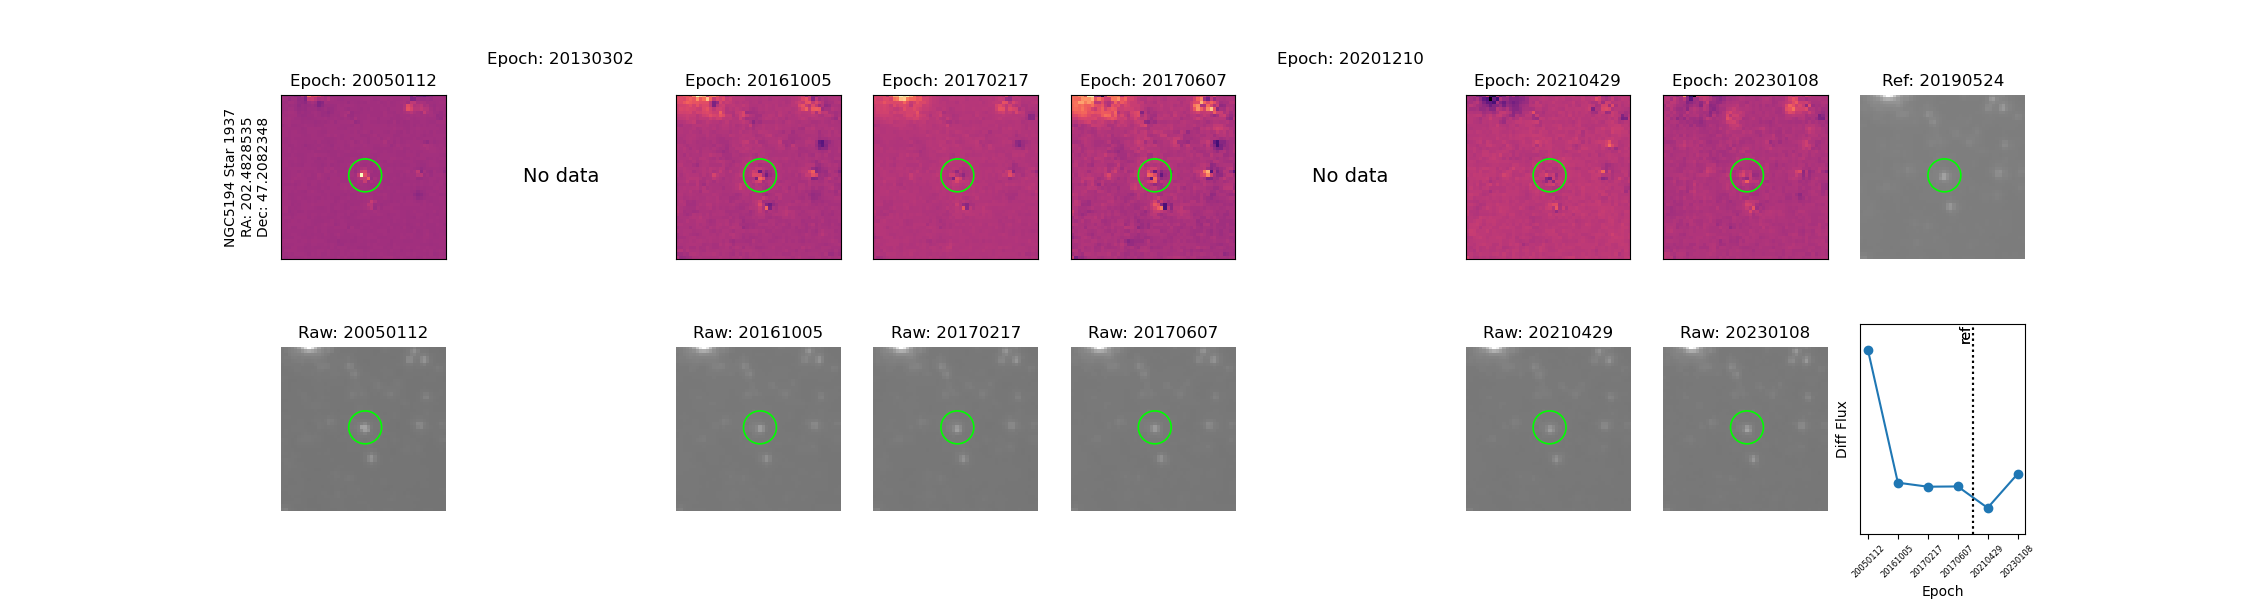 Epoch: 20130302
Epoch: 20201210
Epoch: 20050112
Epoch: 20161005
Epoch: 20170217
Epoch: 20170607
Epoch: 20210429
Epoch: 20230108
Ref: 20190524
NGC5194 Star 1937
RA: 202.4828535
Dec: 47.2082348
No data
No data
Raw: 20050112
Raw: 20161005
Raw: 20170217
Raw: 20170607
Raw: 20210429
Raw: 20230108
ref
Diff Flux
20050112
20161005
20170217
20170607
20210429
20230108
Epoch